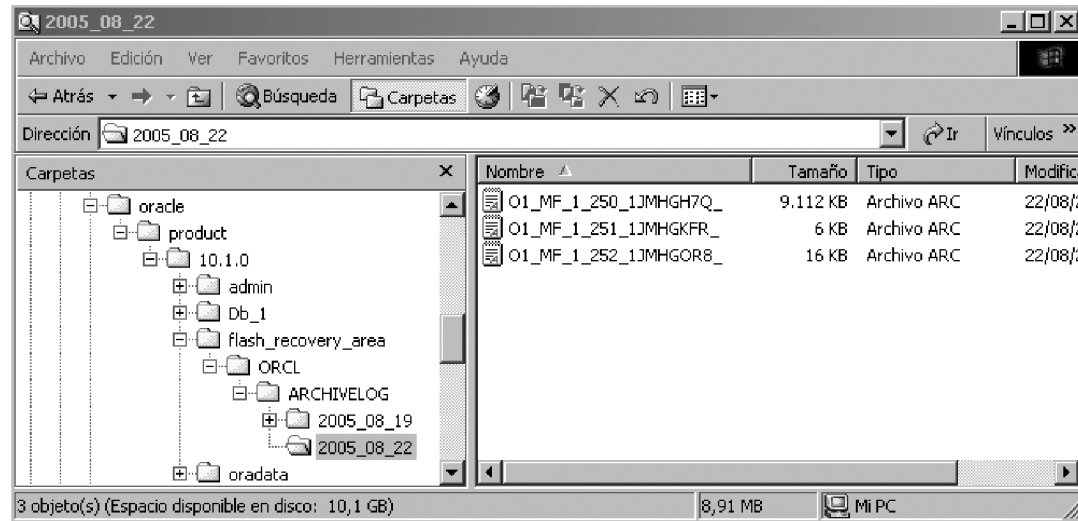 2005_08_22
Archivo Edición Ver Favoritos Herramientas Ayuda
Atrás Búsqueda Carpetas
Dirección 2005_08_22 Ir Vínculos »
Carpetas
oracle
product
10.1.0
admin
Db_1
flash_recovery_area
ORCL
ARCHIVELOG
2005_08_19
2005_08_22
oradata
Nombre Tamaño Tipo Modific
O1_MF_1_250_1JMHGH7Q_ 9.112 KB Archivo ARC 22/08/2
O1_MF_1_251_1JMHGKFR_ 6 KB Archivo ARC 22/08/2
O1_MF_1_252_1JMHGOR8_ 16 KB Archivo ARC 22/08/2
3 objeto(s) (Espacio disponible en disco: 10,1 GB) 8,91 MB Mi PC